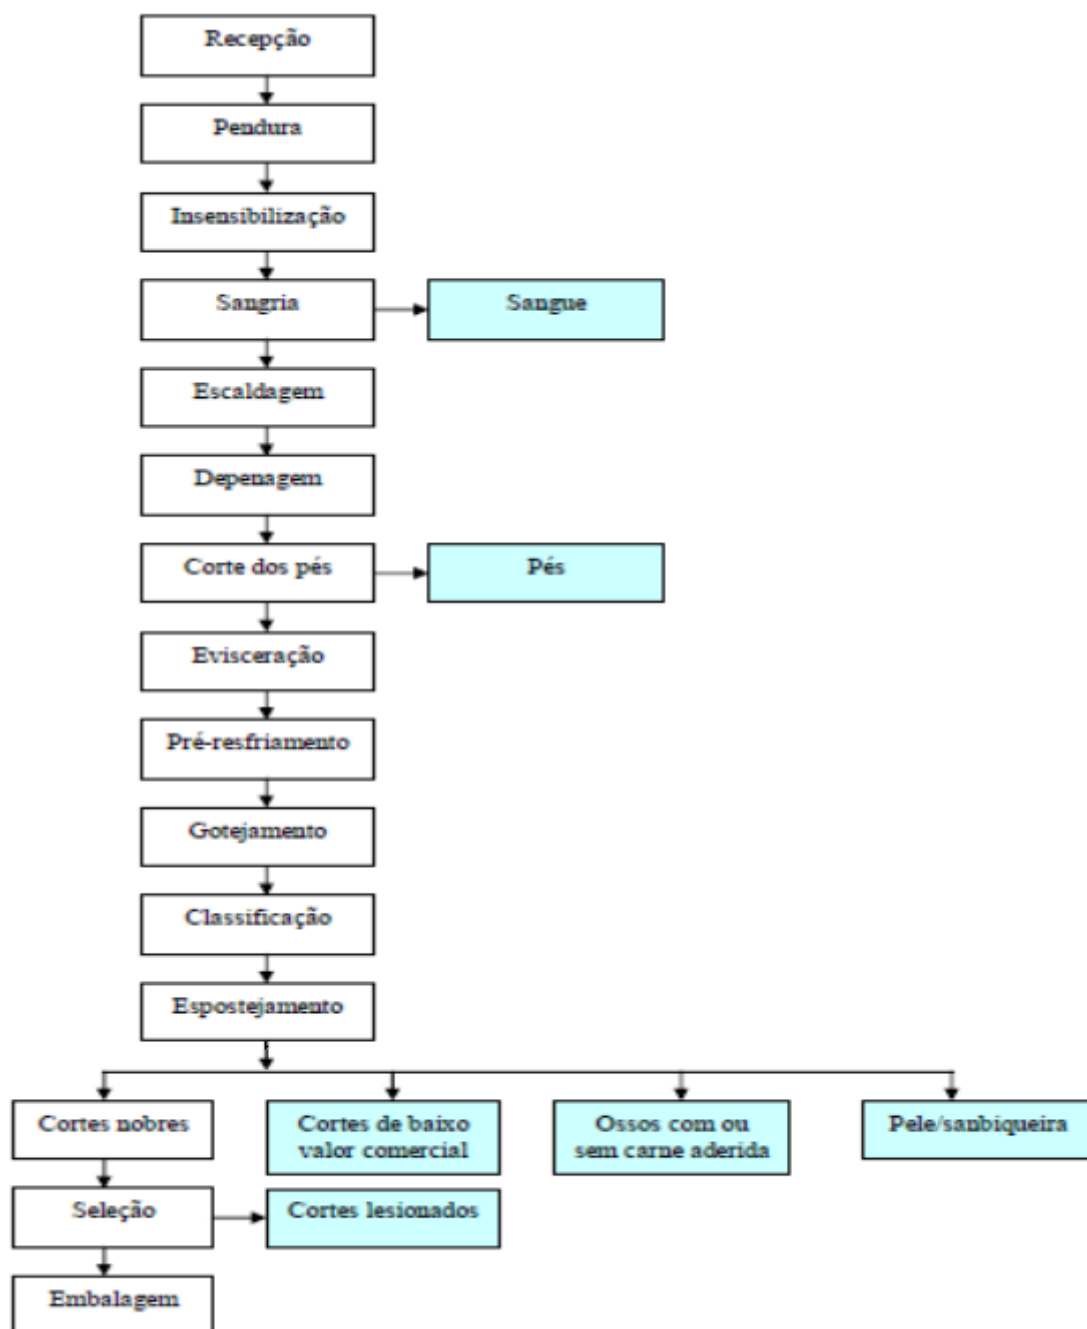 Recepção
Pendura
Insensibilização
Sangria
Sangue
Escaldagem
Depenagem
Corte dos pés
Pés
Evisceração
Pré-resfriamento
Gotejamento
Classificação
Espostejamento
Cortes nobres
Cortes de baixo
valor comercial
Ossos com ou
sem carne aderida
Pele/sanbiqueira
Seleção
Cortes lesionados
Embalagem